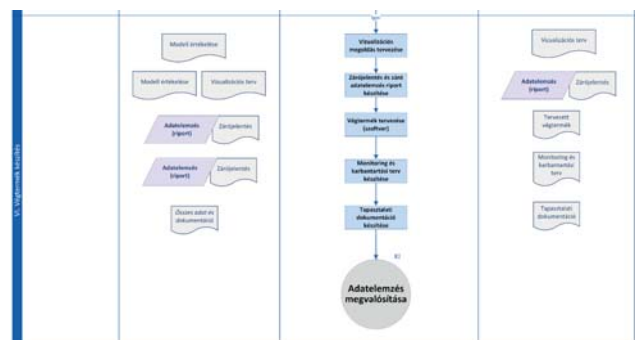 VI. Végtermék készítés
Modell értékelése
Vizualizációs
megoldás tervezése
Vizualizációs terv
Modell értékelése
Vizualizációs terv
Zárójelentés és záró
adatelemzés riport
készítése
Adatelemzés
(riport)
Zárójelentés
Adatelemzés
(riport)
Zárójelentés
Végtermék tervezése
(szoftver)
Tervezett
végtermék
Adatelemzés
(riport)
Zárójelentés
Monitoring és
karbantartási terv
készítése
Monitoring és
karbantartási
terv
Összes adat és
dokumentáció
Tapasztalati
dokumentáció
készítése
Tapasztalati
dokumentáció
Adatelemzés
megvalósítása